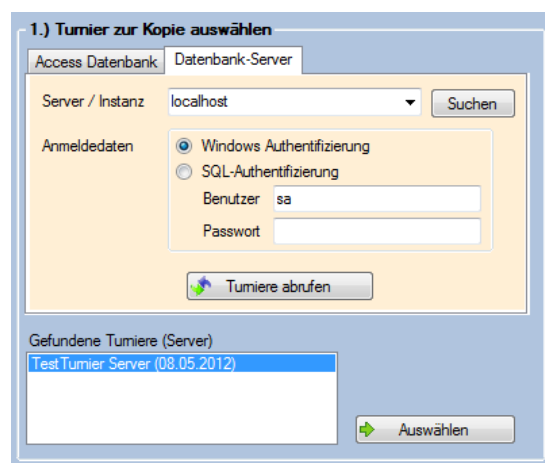 1.) Turnier zur Kopie auswählen
Access Datenbank Datenbank-Server
Server / Instanz localhost Suchen
Anmeldedaten Windows Authentifizierung
SQL-Authentifizierung
Benutzer sa
Passwort
Turniere abrufen
Gefundene Turniere (Server)
TestTurnier Server (08.05.2012)
Auswählen